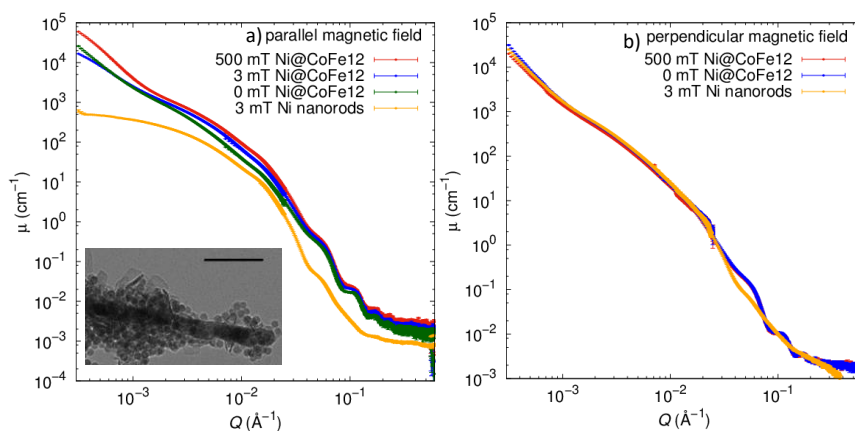 a) parallel magnetic field
500 mT Ni@CoFe12
3 mT Ni@CoFe12
0 mT Ni@CoFe12
3 mT Ni nanorods
10⁵
10⁴
10³
10²
10¹
10⁰
10⁻¹
10⁻²
10⁻³
10⁻⁴
μ (cm⁻¹)
10⁻³
10⁻²
10⁻¹
Q (Å⁻¹)
b) perpendicular magnetic field
500 mT Ni@CoFe12
0 mT Ni@CoFe12
3 mT Ni nanorods
10⁵
10⁴
10³
10²
10¹
10⁰
10⁻¹
10⁻²
10⁻³
μ (cm⁻¹)
10⁻³
10⁻²
10⁻¹
Q (Å⁻¹)